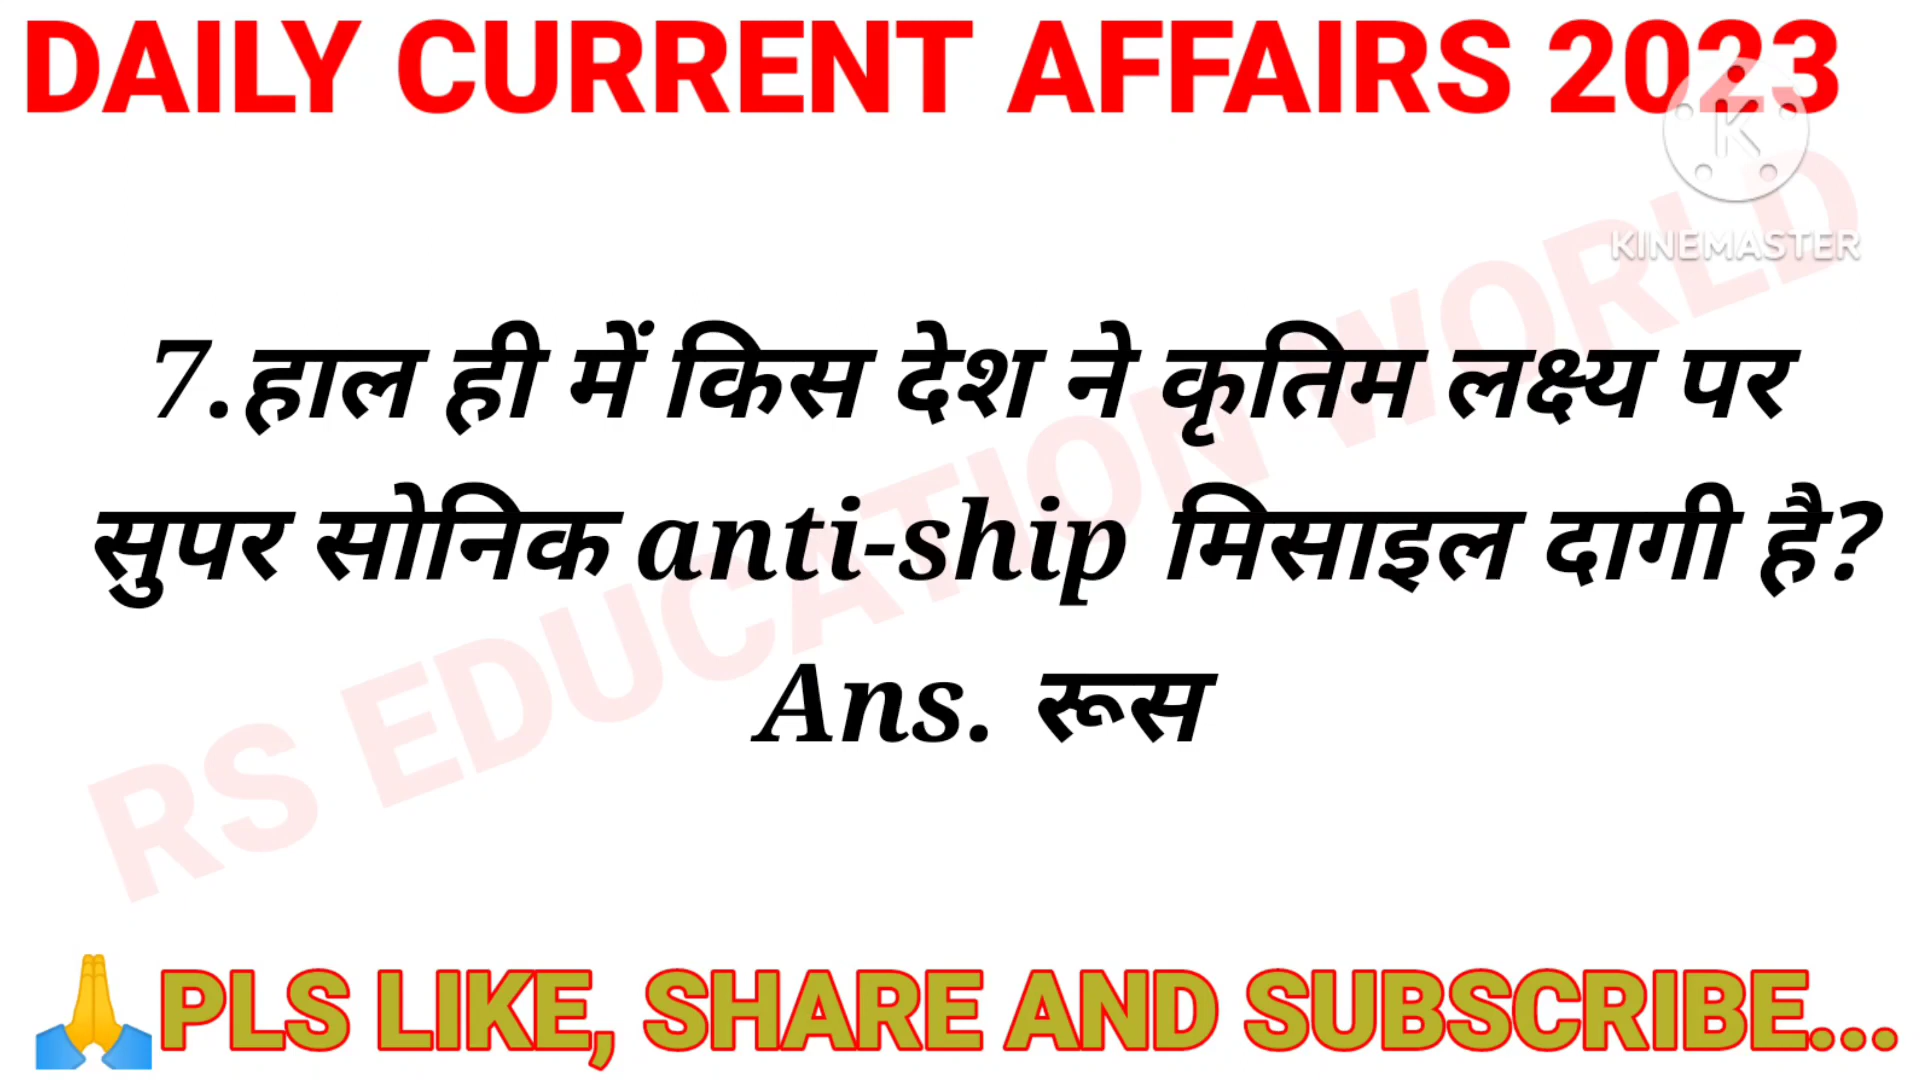 DAILY CURRENT AFFAIRS 2023
KINEMASTER
7.हाल ही में किस देश ने कृतिम लक्ष्य पर
सुपर सोनिक anti-ship मिसाइल दागी है?
Ans. रूस
RS EDUCATION WORLD
🙏PLS LIKE, SHARE AND SUBSCRIBE...